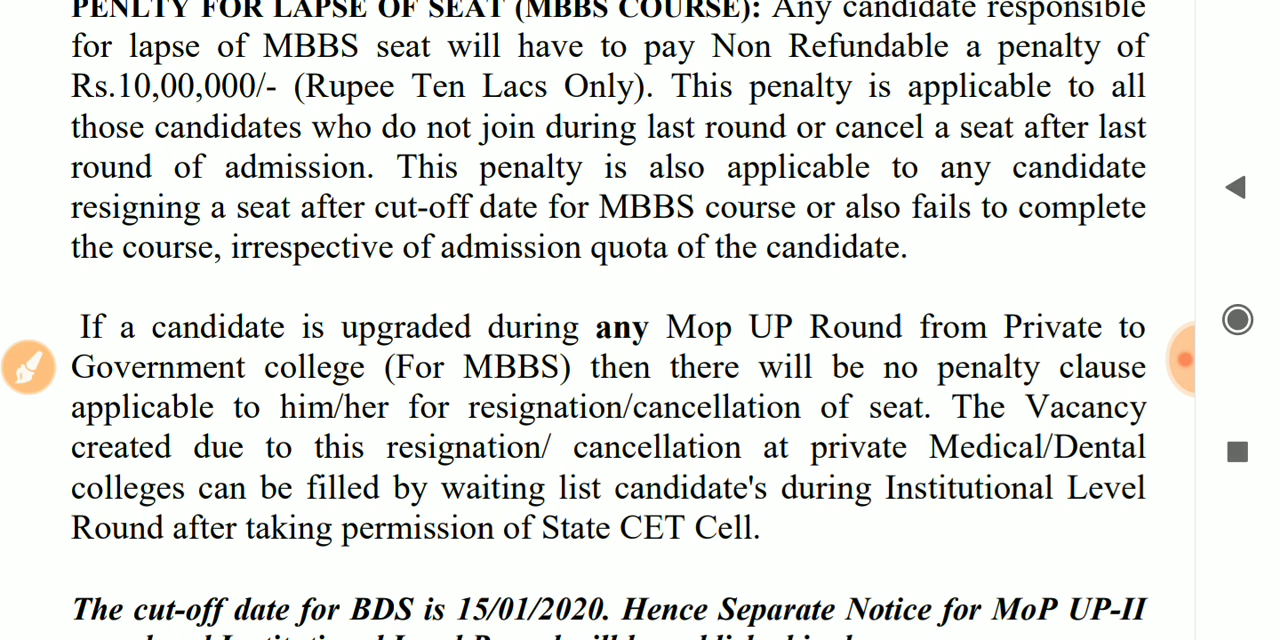 PENLTY FOR LAPSE OF SEAT (MBBS COURSE): Any candidate responsible
for lapse of MBBS seat will have to pay Non Refundable a penalty of
Rs.10,00,000/- (Rupee Ten Lacs Only). This penalty is applicable to all
those candidates who do not join during last round or cancel a seat after last
round of admission. This penalty is also applicable to any candidate
resigning a seat after cut-off date for MBBS course or also fails to complete
the course, irrespective of admission quota of the candidate.
If a candidate is upgraded during any Mop UP Round from Private to
Government college (For MBBS) then there will be no penalty clause
applicable to him/her for resignation/cancellation of seat. The Vacancy
created due to this resignation/ cancellation at private Medical/Dental
colleges can be filled by waiting list candidate's during Institutional Level
Round after taking permission of State CET Cell.
The cut-off date for BDS is 15/01/2020. Hence Separate Notice for MoP UP-II